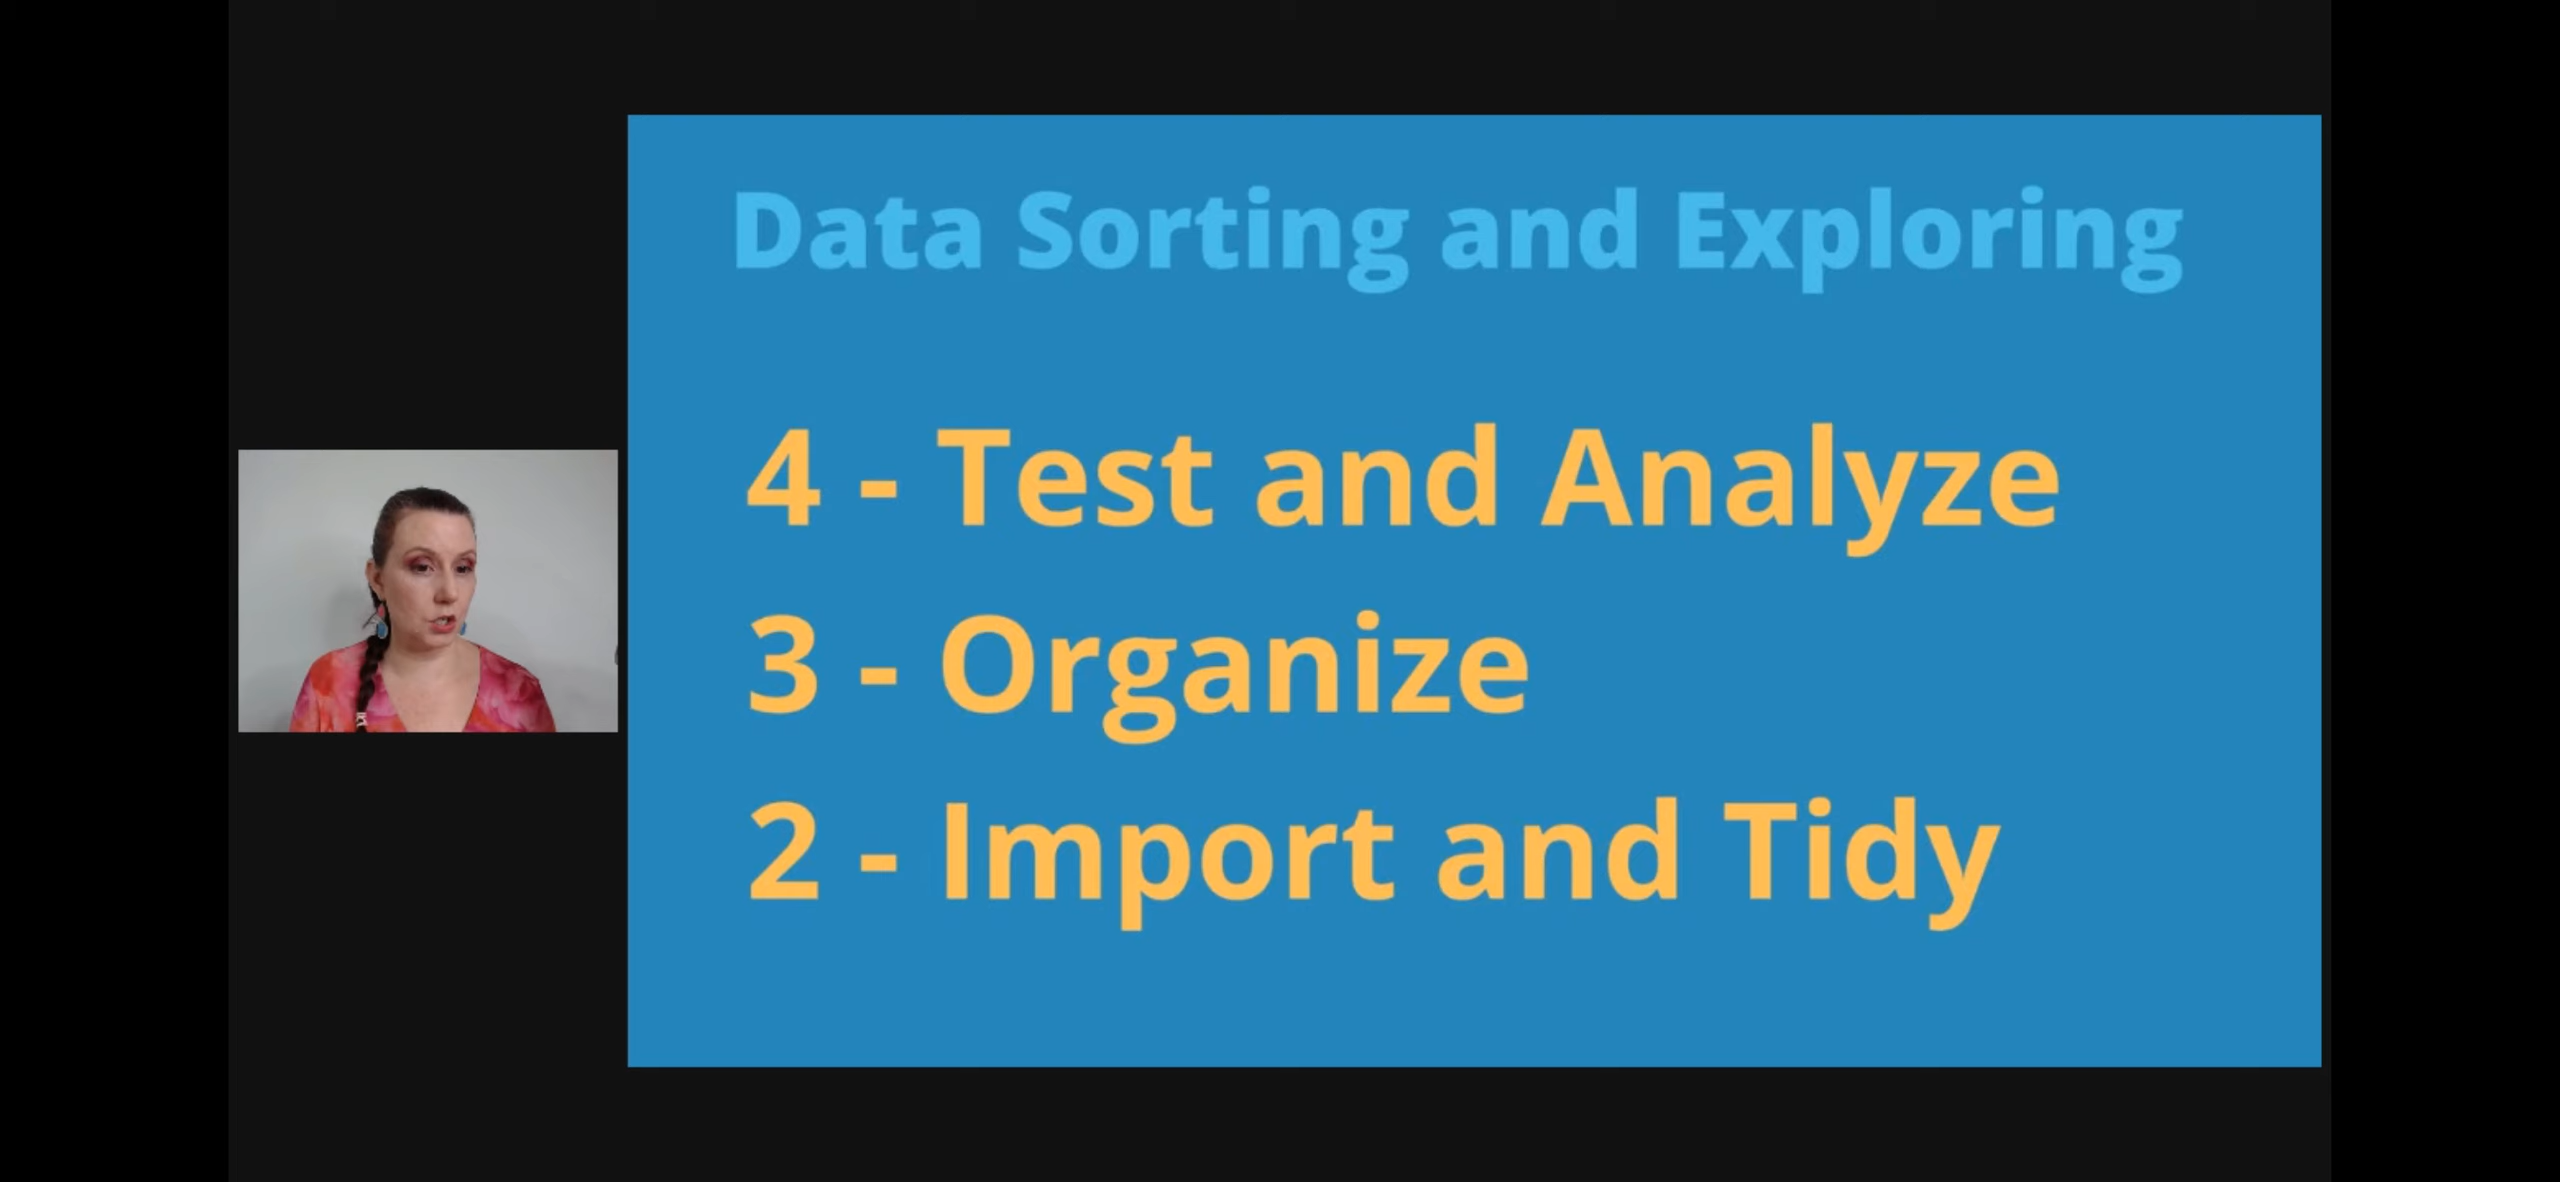 Data Sorting and Exploring
4 - Test and Analyze
3 - Organize
2 - Import and Tidy